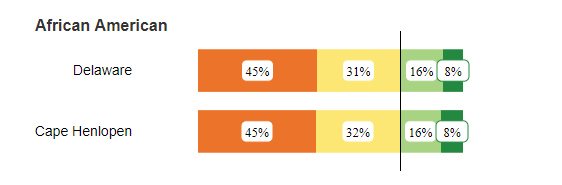 African American
Delaware 45% 31% 16% 8%
Cape Henlopen 45% 32% 16% 8%